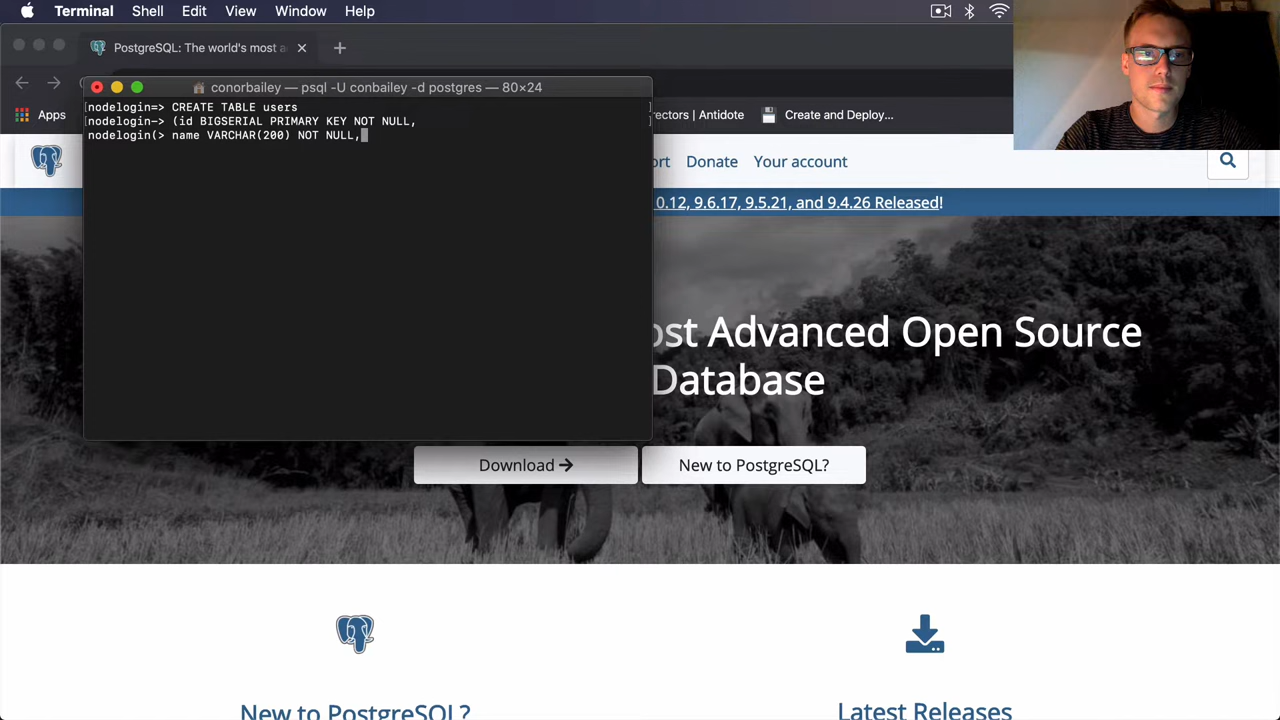 Terminal Shell Edit View Window Help
PostgreSQL: The world's most a
conorbailey — psql -U conbailey -d postgres — 80×24
Apps
ectors | Antidote
Create and Deploy...
nodelogin=> CREATE TABLE users
nodelogin-> (id BIGSERIAL PRIMARY KEY NOT NULL,
nodelogin(> name VARCHAR(200) NOT NULL,
ort Donate Your account
0.12, 9.6.17, 9.5.21, and 9.4.26 Released!
ost Advanced Open Source
Database
Download
New to PostgreSQL?
New to PostgreSQL?
Latest Releases